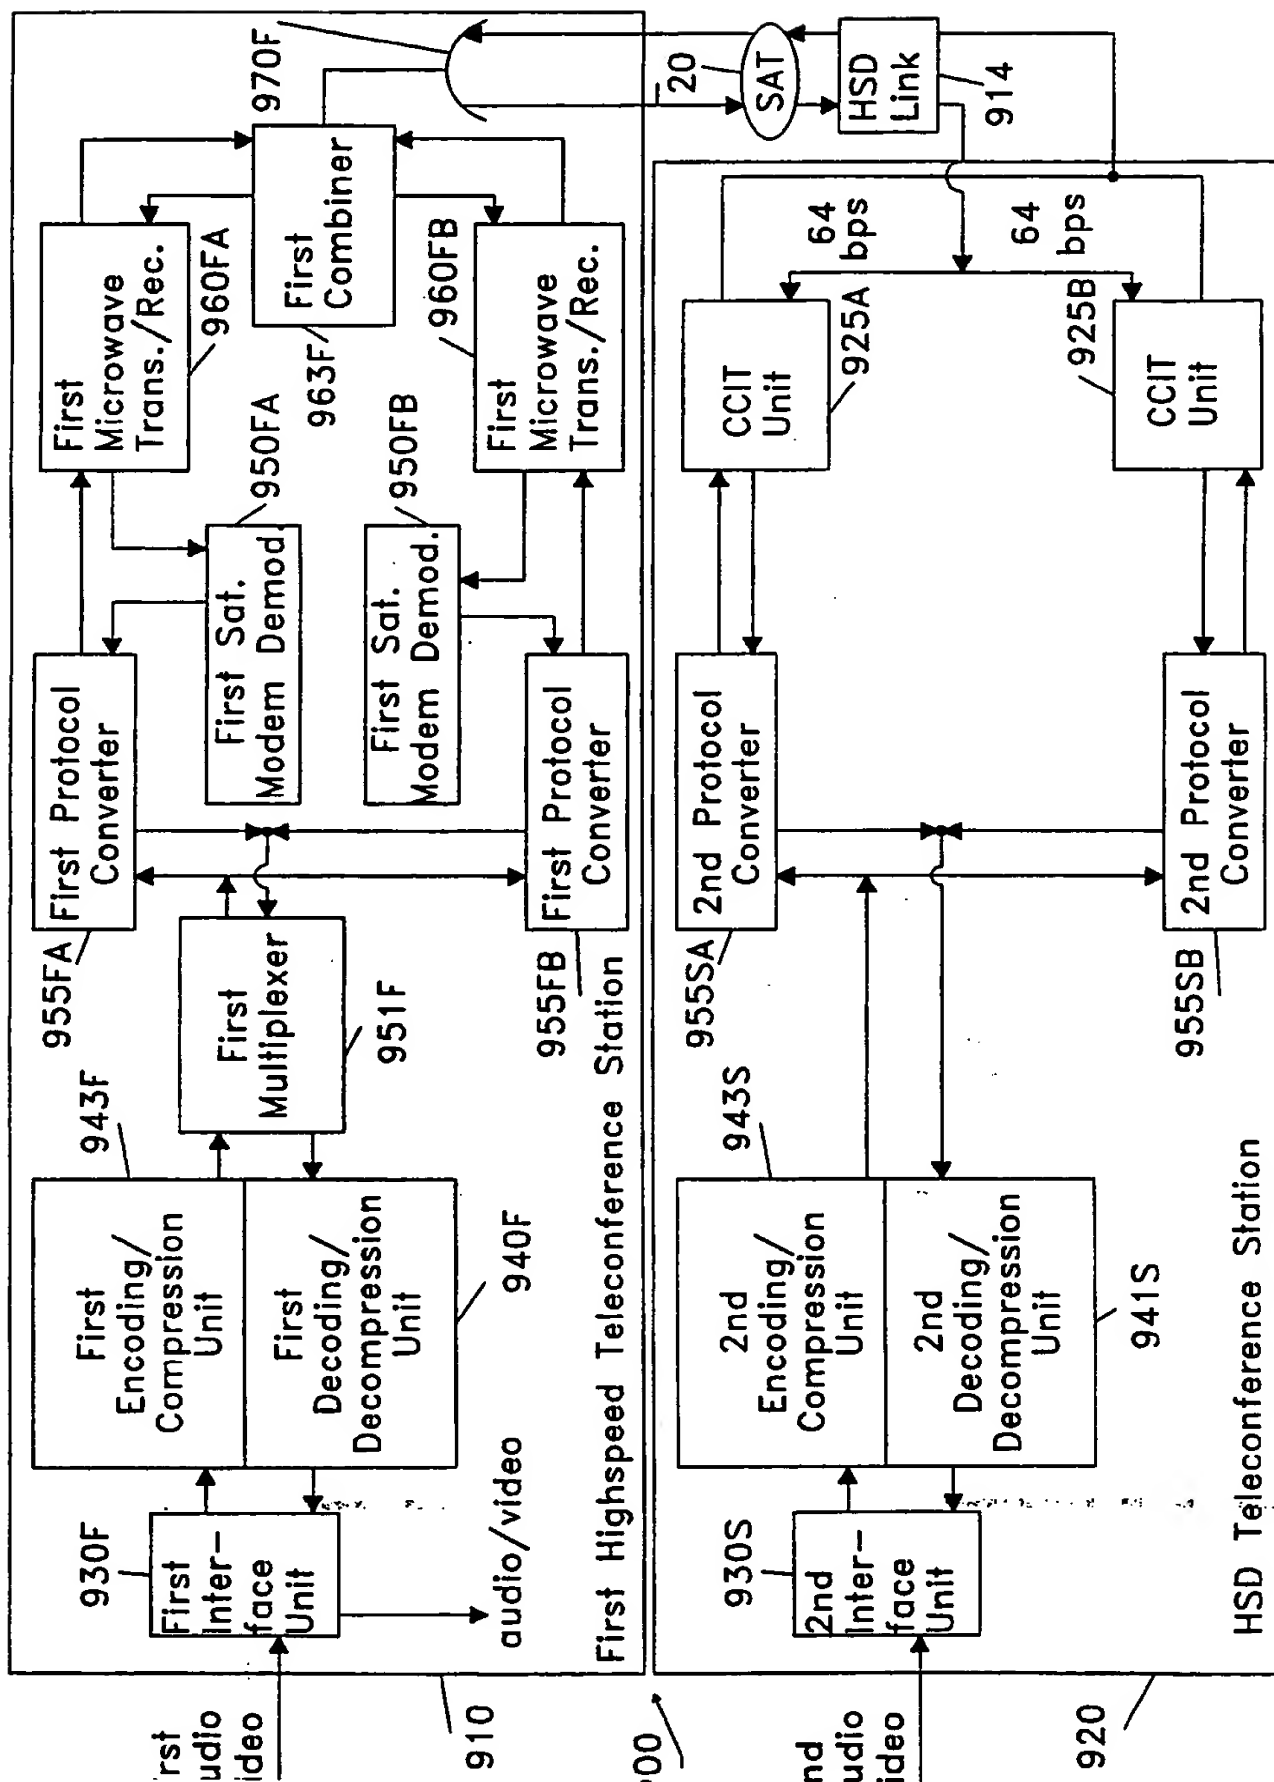 First
Interface
Unit
930F
audio/video
910
First
Encoding/
Compression
Unit
943F
First
Decoding/
Decompression
Unit
940F
First
Multiplexer
951F
955FA
First Protocol
Converter
955FB
First Protocol
Converter
First Sat.
Modem Demod.
950FA
First Sat.
Modem Demod.
950FB
First
Microwave
Trans./Rec.
960FA
First
Microwave
Trans./Rec.
960FB
First
Combiner
963F
970F
20
SAT
HSD
Link
914
First Highspeed Teleconference Station
2nd
Inter-
face
Unit
930S
920
2nd
Encoding/
Compression
Unit
943S
2nd
Decoding/
Decompression
Unit
941S
955SA
2nd Protocol
Converter
955SB
2nd Protocol
Converter
CCIT
Unit
925A
CCIT
Unit
925B
64
bps
64
bps
HSD Teleconference Station
rst
udio
ideo
nd
udio
ideo
00